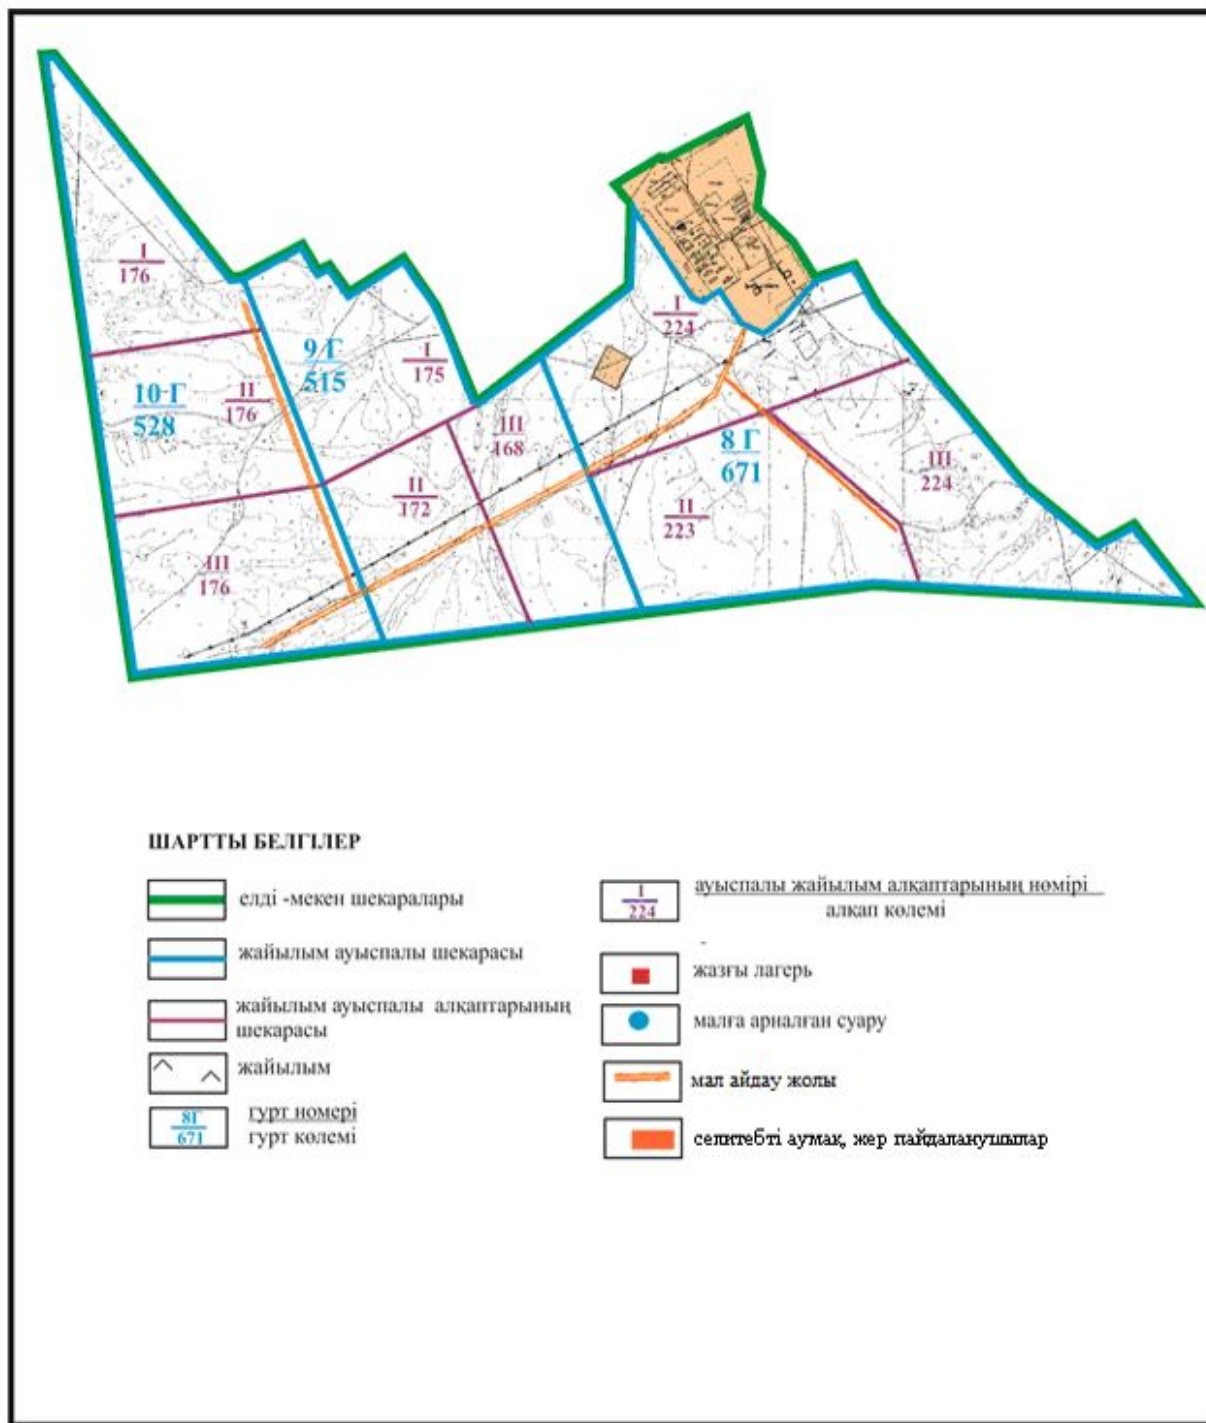 I
176
I
224
9 Г
515
I
175
10 Г
528
II
176
III
168
8 Г
671
III
224
II
172
II
223
III
176
ШАРТТЫ БЕЛГІЛЕР
елді -мекен шекаралары
жайылым ауыспалы шекарасы
жайылым ауыспалы алқаптарының
шекарасы
жайылым
8Г
671
гурт номері
гурт көлемі
I
224
ауыспалы жайылым алқаптарының нөмірі
алқап көлемі
жазғы лагерь
малға арналған суару
мал айдау жолы
селитебті аумақ, жер пайдаланушылар